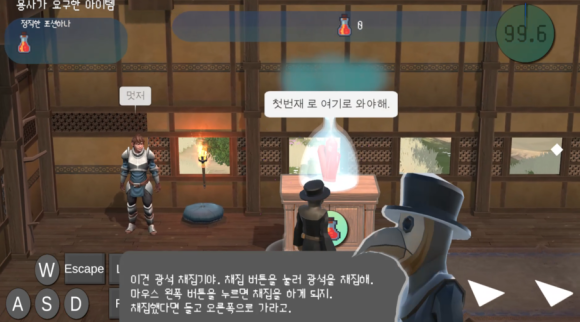 용사가 요구한 아이템
점직한 포션하나
0
99.6
멋저
첫번재 로 여기로 와야해.
W
Escape
A
S
D
이건 광석 채집기야. 채집 버튼을 눌러 광석을 채집해.
마우스 왼쪽 버튼을 누르면 채집을 하게 되지.
채집했다면 들고 오른쪽으로 가라고.